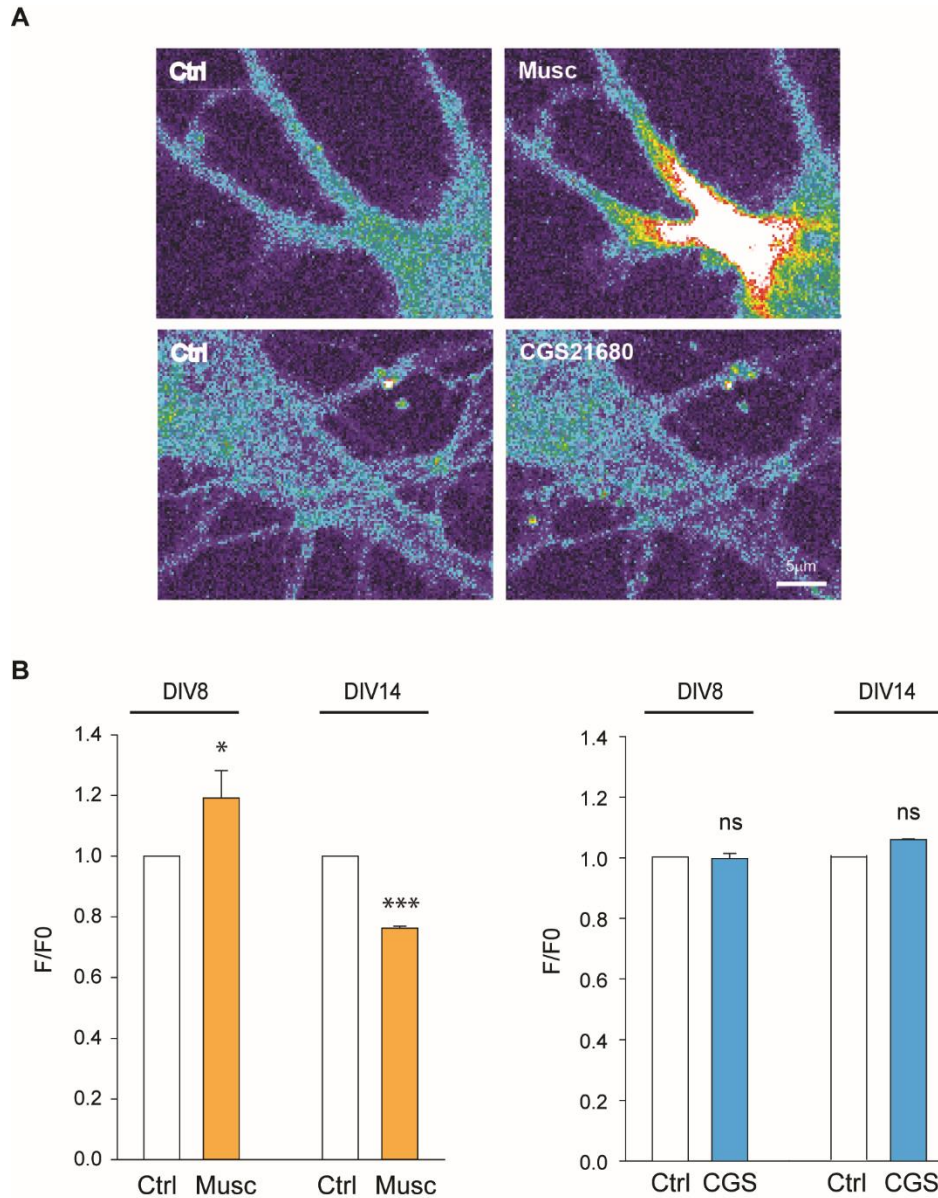 A
Ctrl
Musc
Ctrl
CGS21680
5µm
B
DIV8
DIV14
1.4
1.2
1.0
0.8
0.6
0.4
0.2
0.0
F/F0
*
***
Ctrl Musc
Ctrl Musc
DIV8
DIV14
1.4
1.2
1.0
0.8
0.6
0.4
0.2
0.0
F/F0
ns
ns
Ctrl CGS
Ctrl CGS